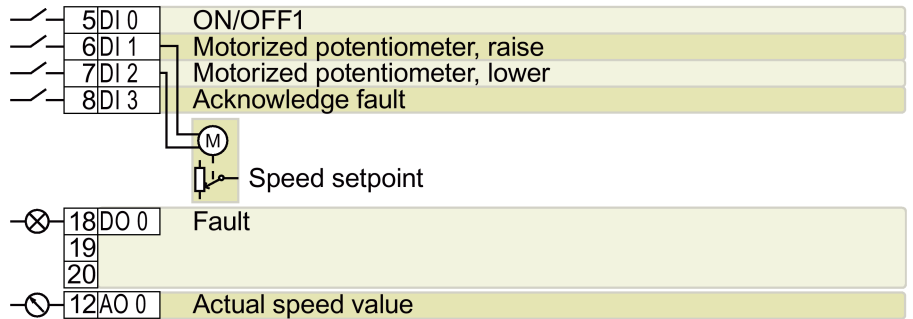 5 DI 0 ON/OFF1
6 DI 1 Motorized potentiometer, raise
7 DI 2 Motorized potentiometer, lower
8 DI 3 Acknowledge fault
M
Speed setpoint
18 DO 0 Fault
19
20
12 AO 0 Actual speed value